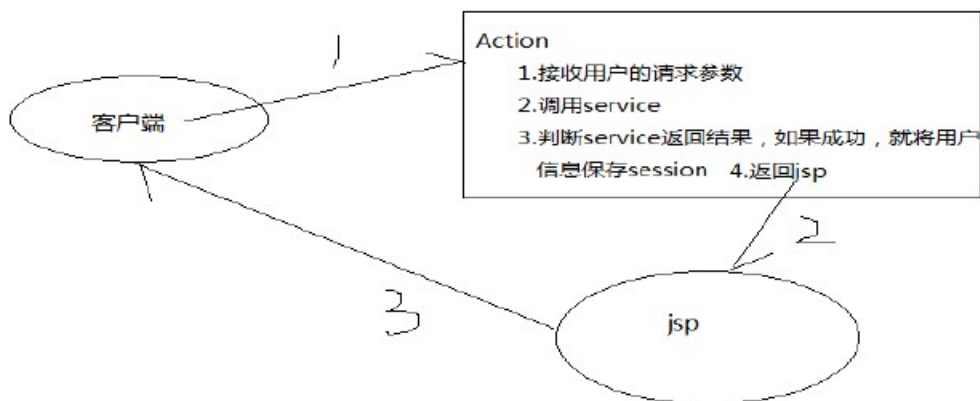 1
Action
1.接收用户的请求参数
2.调用service
3.判断service返回结果，如果成功，就将用户
信息保存session 4.返回jsp
客户端
2
3
jsp